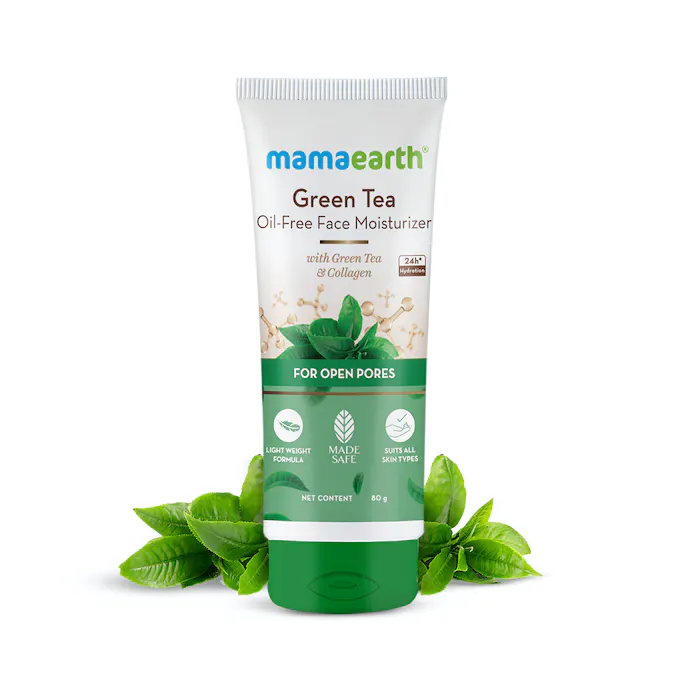 mamaearth®
Green Tea
Oil-Free Face Moisturizer
with Green Tea
& Collagen
24h*
Hydration
FOR OPEN PORES
LIGHT WEIGHT
FORMULA
MADE
SAFE
SUITS ALL
SKIN TYPES
NET CONTENT 80 g